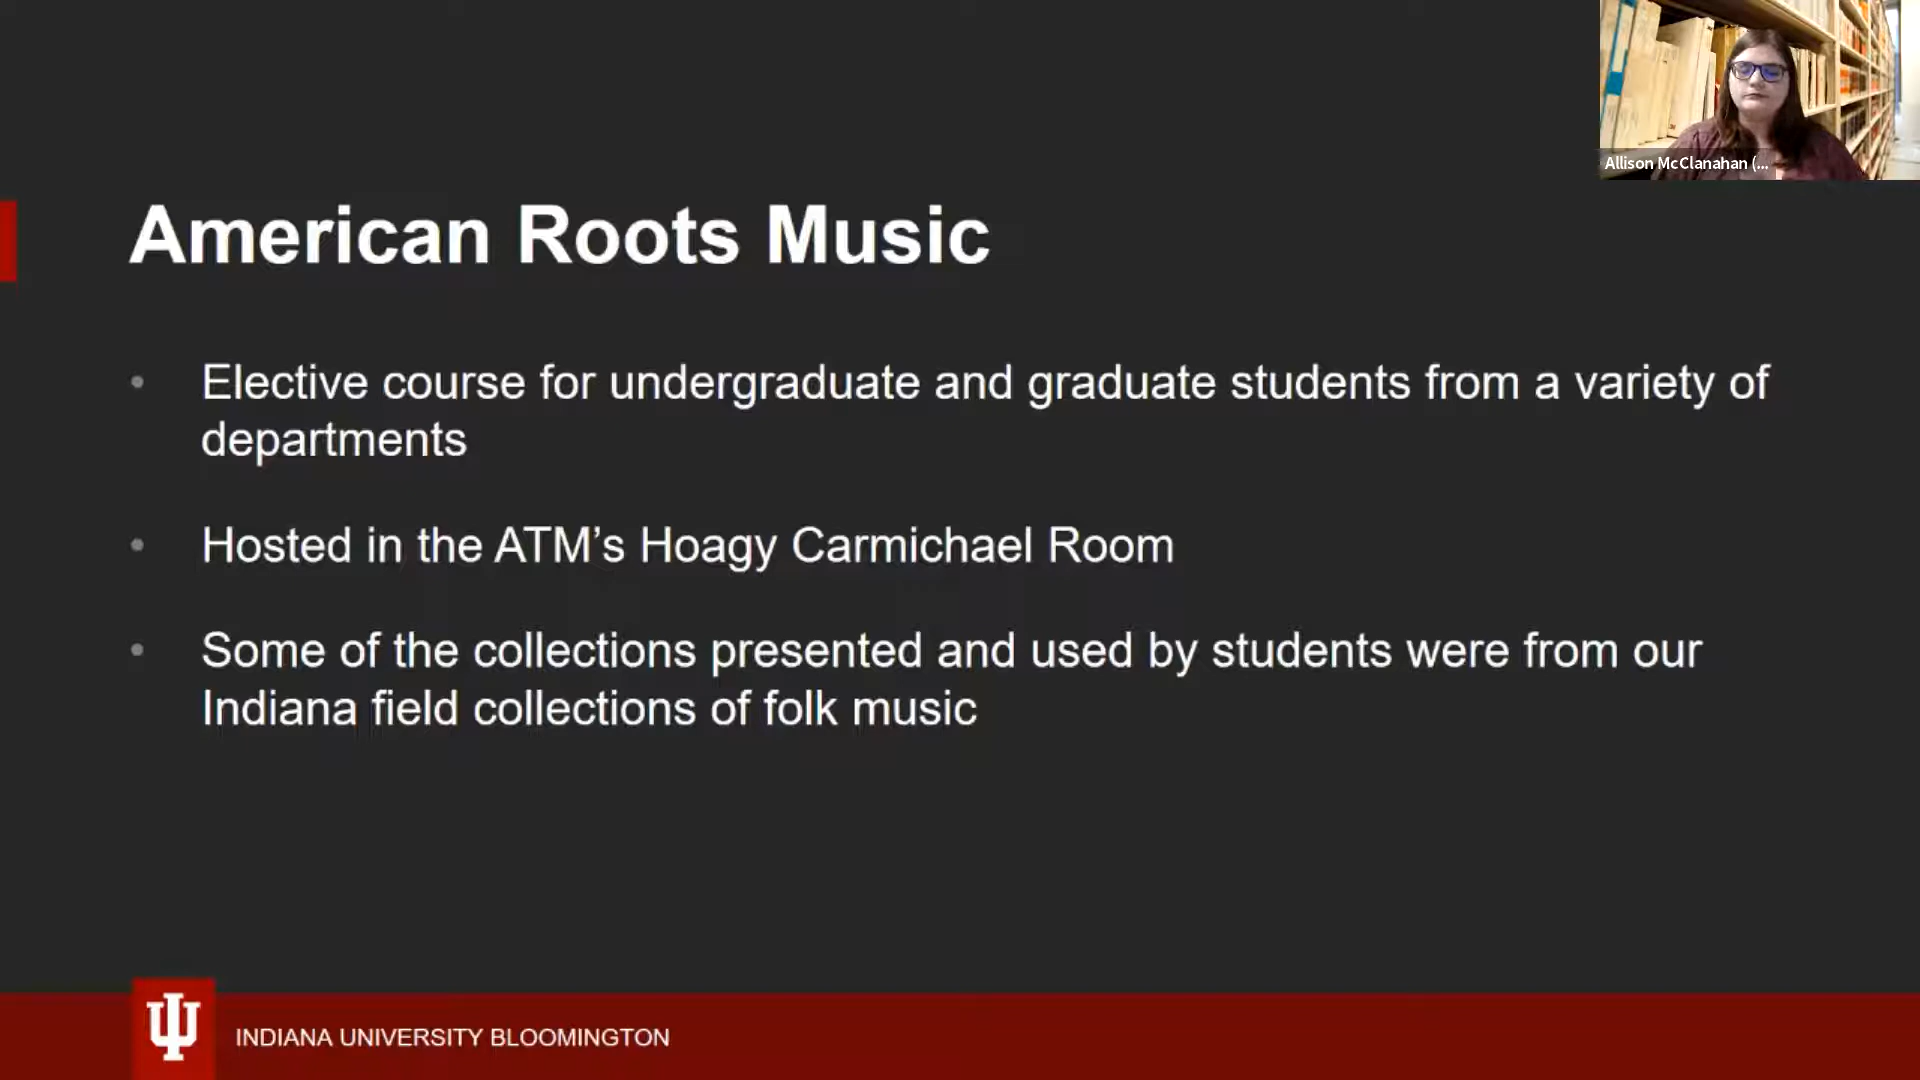 Allison McClanahan (...
American Roots Music
• Elective course for undergraduate and graduate students from a variety of
departments
• Hosted in the ATM’s Hoagy Carmichael Room
• Some of the collections presented and used by students were from our
Indiana field collections of folk music
INDIANA UNIVERSITY BLOOMINGTON